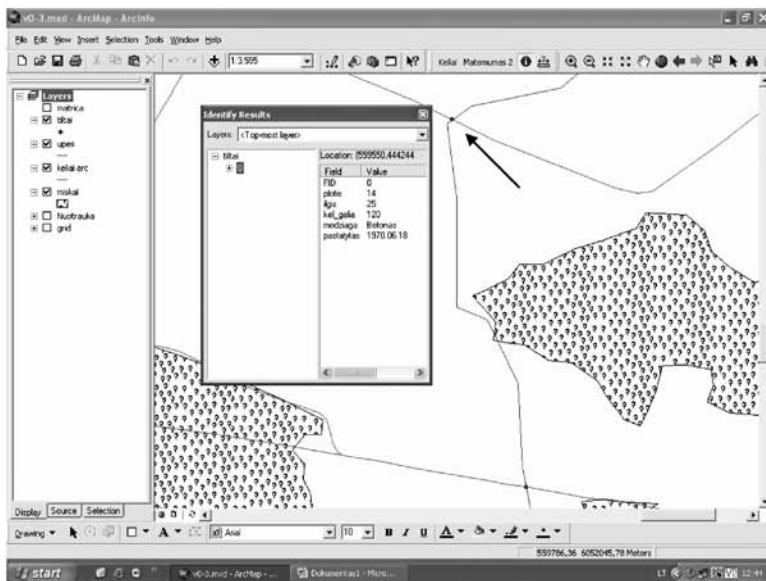 v0-3.mxd - ArcMap - ArcInfo
File Edit View Insert Selection Tools Window Help
1:3.595
Keliai Matomumas 2
Layers
matrica
tiltai
upes
keliai arc
miskai
Nuotrauka
grid
Identify Results
Layers: <Top-most layer>
tiltai
0
Location: (559550,444244
Field Value
FID 0
plotis 14
ilgis 25
kel_galia 120
medziaga Betonas
pastatytas 1970.06.18
Display Source Selection
Drawing
Arial
10
B I U
A
559786,36 6052045,78 Meters
start
v0-3.mxd - ArcMap - ...
Dokumentas1 - Micro...
LT
12:44